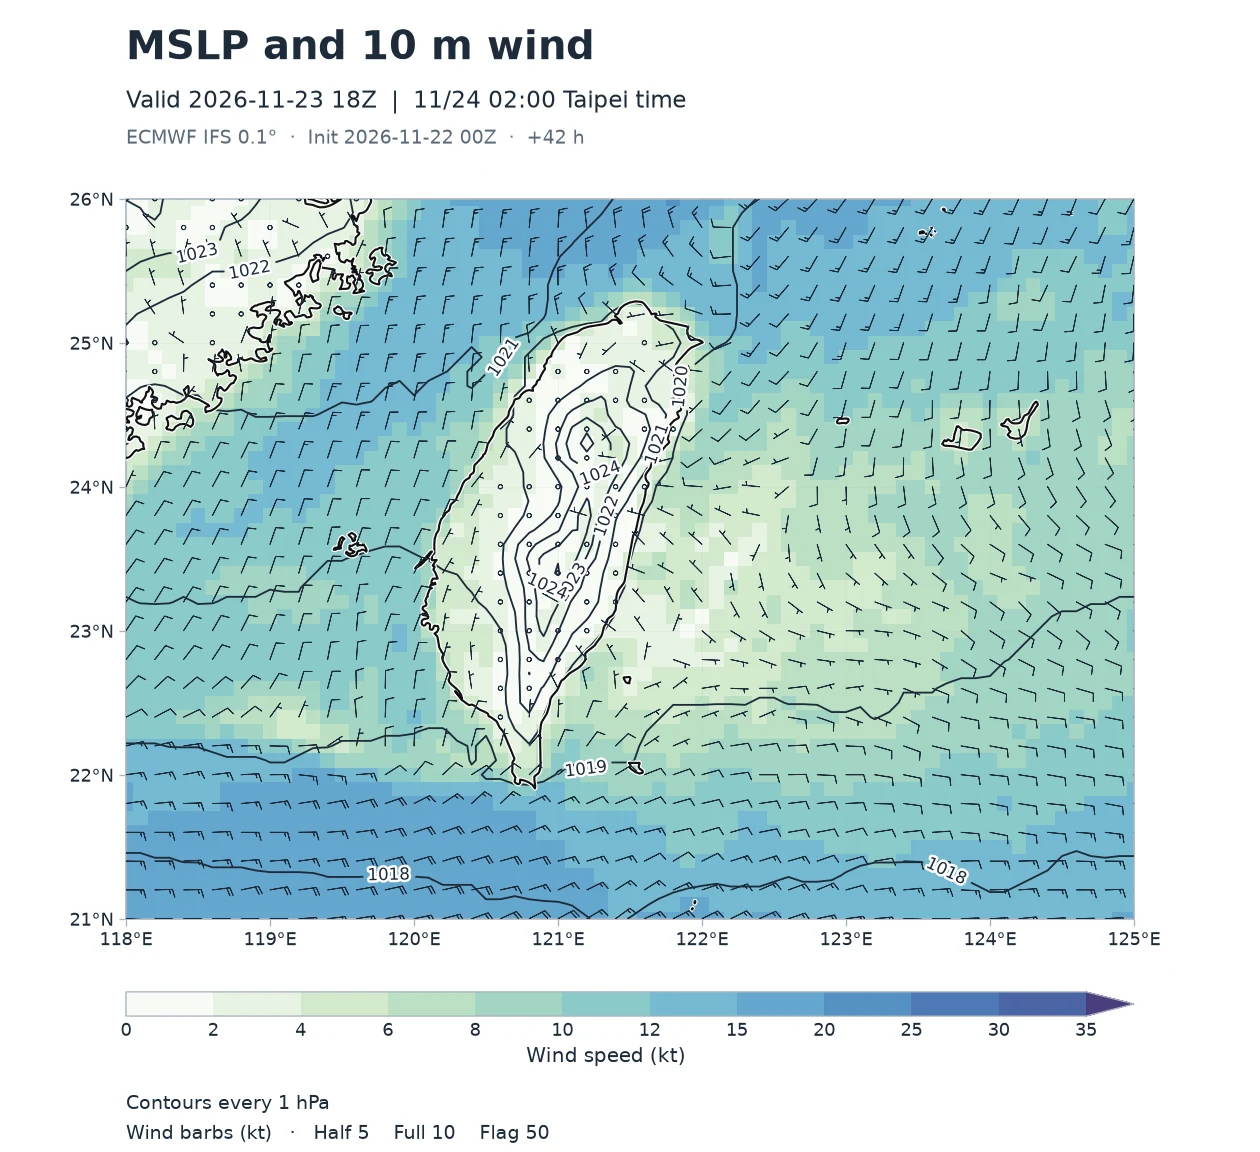 MSLP and 10 m wind
Valid 2026-11-23 18Z | 11/24 02:00 Taipei time
ECMWF IFS 0.1° · Init 2026-11-22 00Z · +42 h
26°N
25°N
24°N
23°N
22°N
21°N
1023
1022
1021
1020
1021
1024
1022
1023
1024
1019
1018
1018
118°E 119°E 120°E 121°E 122°E 123°E 124°E 125°E
0 2 4 6 8 10 12 15 20 25 30 35
Wind speed (kt)
Contours every 1 hPa
Wind barbs (kt) · Half 5 Full 10 Flag 50